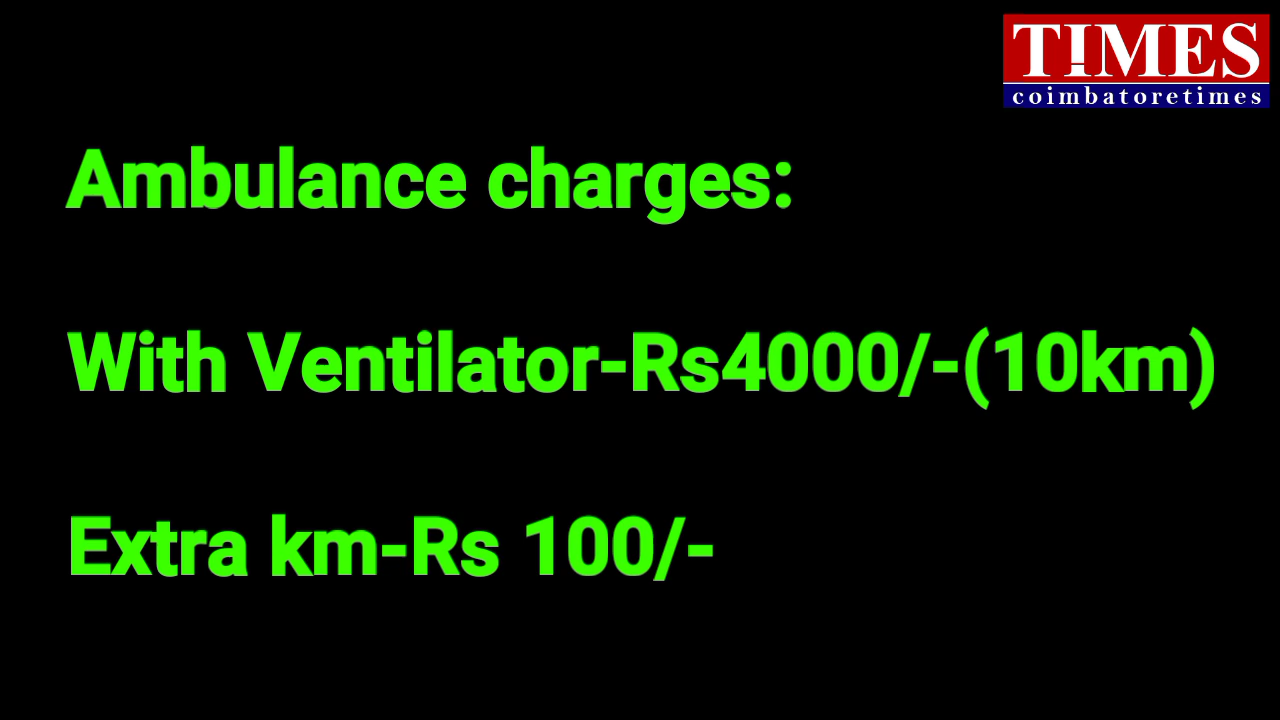 TIMES
coimbatoretimes
Ambulance charges:
With Ventilator-Rs4000/-(10km)
Extra km-Rs 100/-